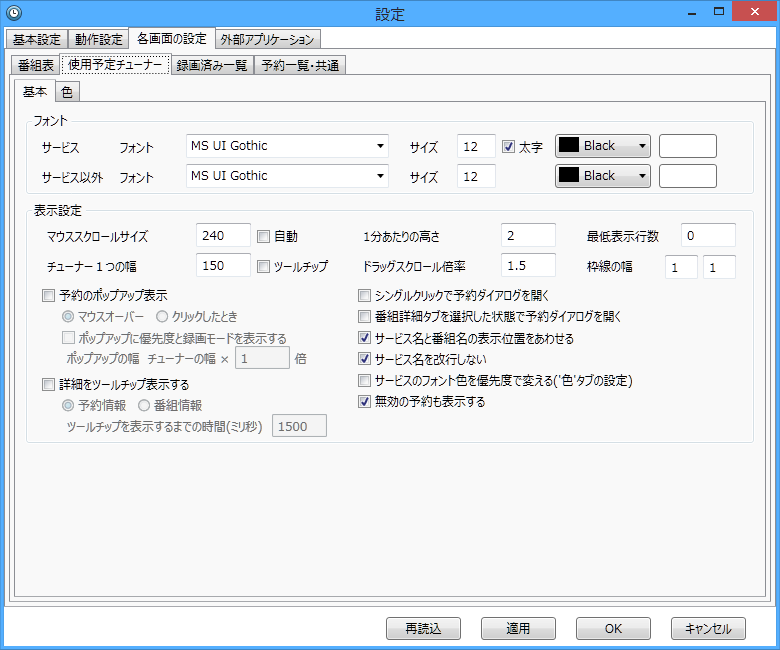 設定
基本設定 動作設定 各画面の設定 外部アプリケーション
番組表 使用予定チューナー 録画済み一覧 予約一覧・共通
基本 色
フォント
サービス フォント MS UI Gothic サイズ 12 太字 Black
サービス以外 フォント MS UI Gothic サイズ 12 Black
表示設定
マウススクロールサイズ 240 自動 1分あたりの高さ 2 最低表示行数 0
チューナー１つの幅 150 ツールチップ ドラッグスクロール倍率 1.5 枠線の幅 1 1
予約のポップアップ表示 シングルクリックで予約ダイアログを開く
マウスオーバー クリックしたとき 番組詳細タブを選択した状態で予約ダイアログを開く
ポップアップに優先度と録画モードを表示する サービス名と番組名の表示位置をあわせる
ポップアップの幅 チューナーの幅 × 1 倍 サービス名を改行しない
詳細をツールチップ表示する サービスのフォント色を優先度で変える('色'タブの設定)
予約情報 番組情報 無効の予約も表示する
ツールチップを表示するまでの時間(ミリ秒) 1500
再読込 適用 OK キャンセル